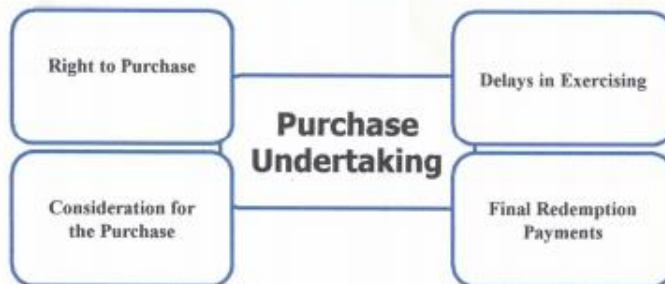 Right to Purchase
Delays in Exercising
Purchase
Undertaking
Consideration for
the Purchase
Final Redemption
Payments